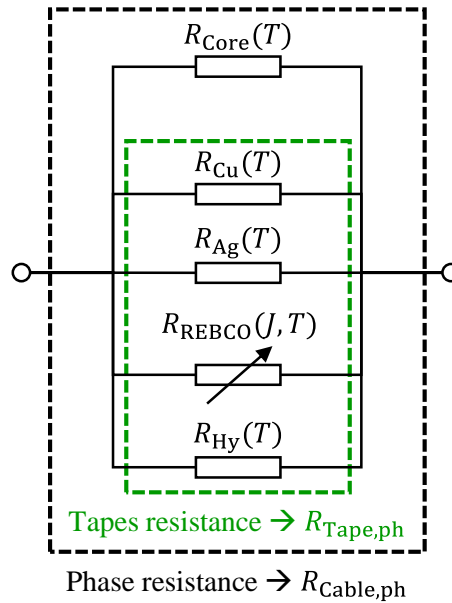 R_Core(T)
R_Cu(T)
R_Ag(T)
R_REBCO(J, T)
R_Hy(T)
Tapes resistance → R_Tape,ph
Phase resistance → R_Cable,ph